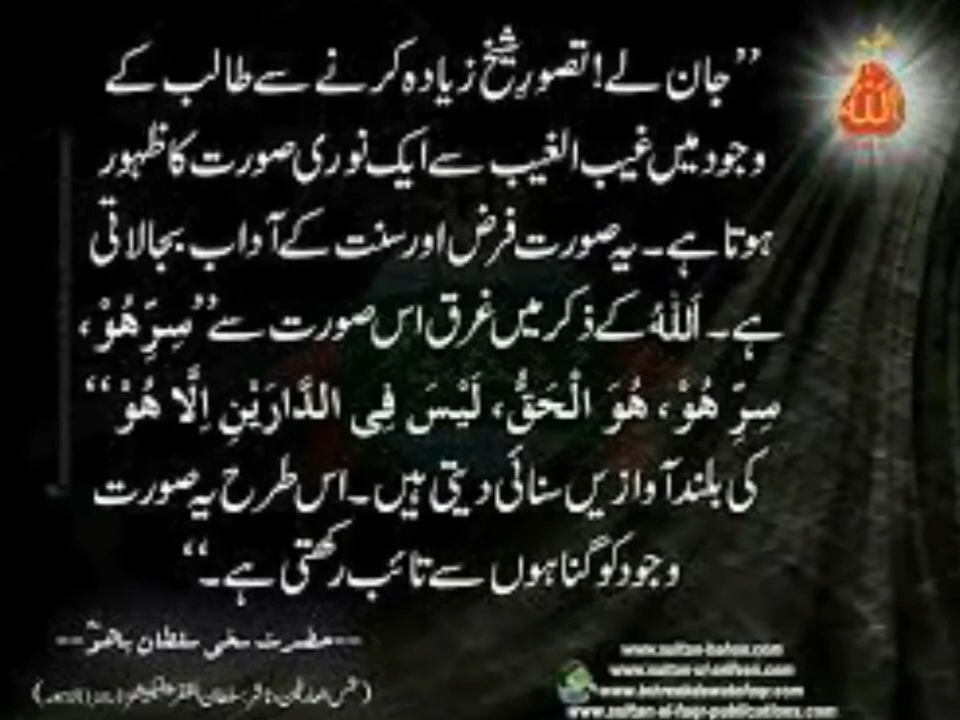 ”جان لے! تصورِ شیخ زیادہ کرنے سے طالب کے
وجود میں غیب الغیب سے ایک نوری صورت کا ظہور
ہوتا ہے۔ یہ صورت فرض اور سنت کے آداب بجا لاتی
ہے۔ اَللّٰهُ کے ذکر میں غرق اس صورت سے ”سِرِّ ھُوْ،
سِرِّ ھُوْ، ھُوَ الْحَقُّ، لَیْسَ فِی الدَّارَیْنِ اِلَّا ھُوْ“
کی بلند آوازیں سنائی دیتی ہیں۔ اس طرح یہ صورت
وجود کو گناہوں سے تائب رکھتی ہے۔“
اللہ
--حضرت سخی سلطان باھوؒ--
www.sultan-bahoo.com
www.sultan-ul-arifeen.com
www.sultan-ul-faqr-publications.com